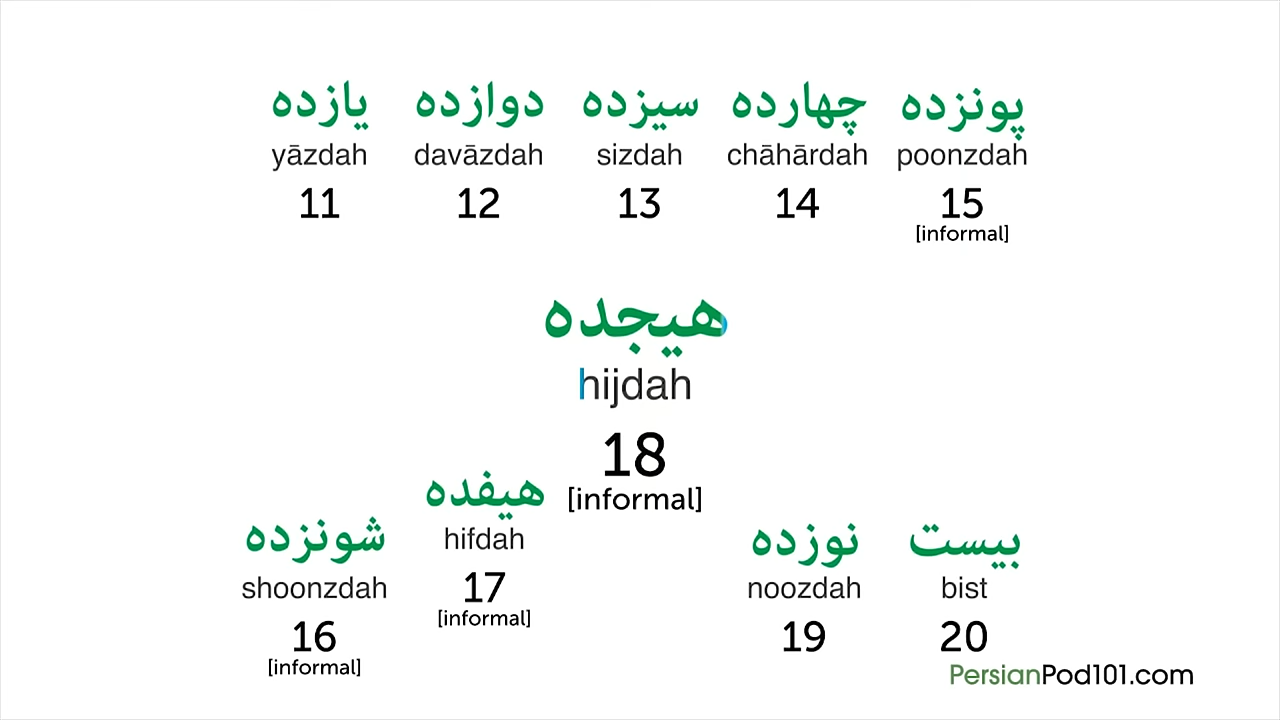 یازده دوازده سیزده چهارده پونزده
yāzdah davāzdah sizdah chāhārdah poonzdah
11 12 13 14 15
[informal]
هیجده
hijdah
18
[informal]
هیفده
hifdah
17
[informal]
شونزده
shoonzdah
16
[informal]
نوزده بیست
noozdah bist
19 20
PersianPod101.com